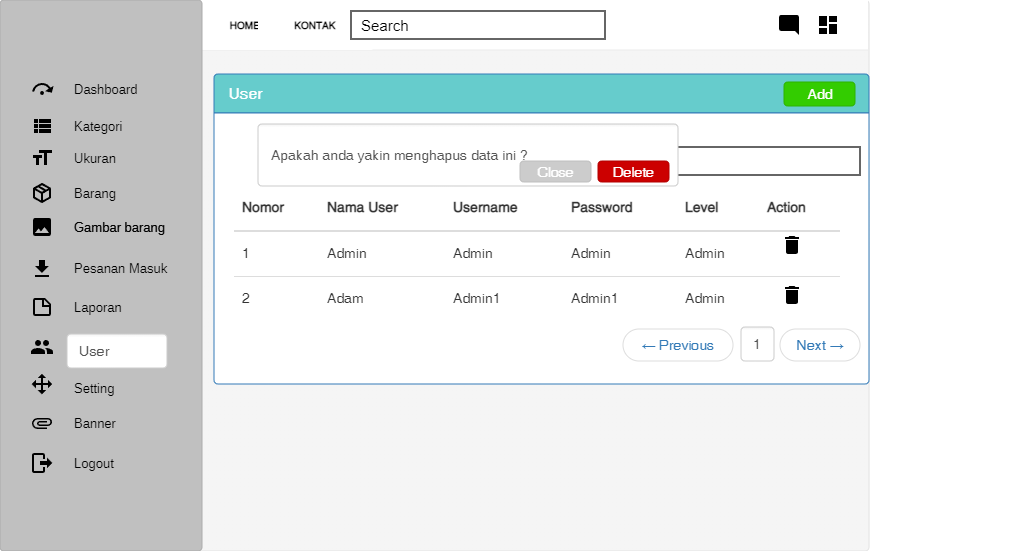 HOME KONTAK Search
Dashboard
Kategori
Ukuran
Barang
Gambar barang
Pesanan Masuk
Laporan
User
Setting
Banner
Logout
User Add
Apakah anda yakin menghapus data ini ?
Close Delete
Nomor Nama User Username Password Level Action
1 Admin Admin Admin Admin
2 Adam Admin1 Admin1 Admin
← Previous 1 Next →